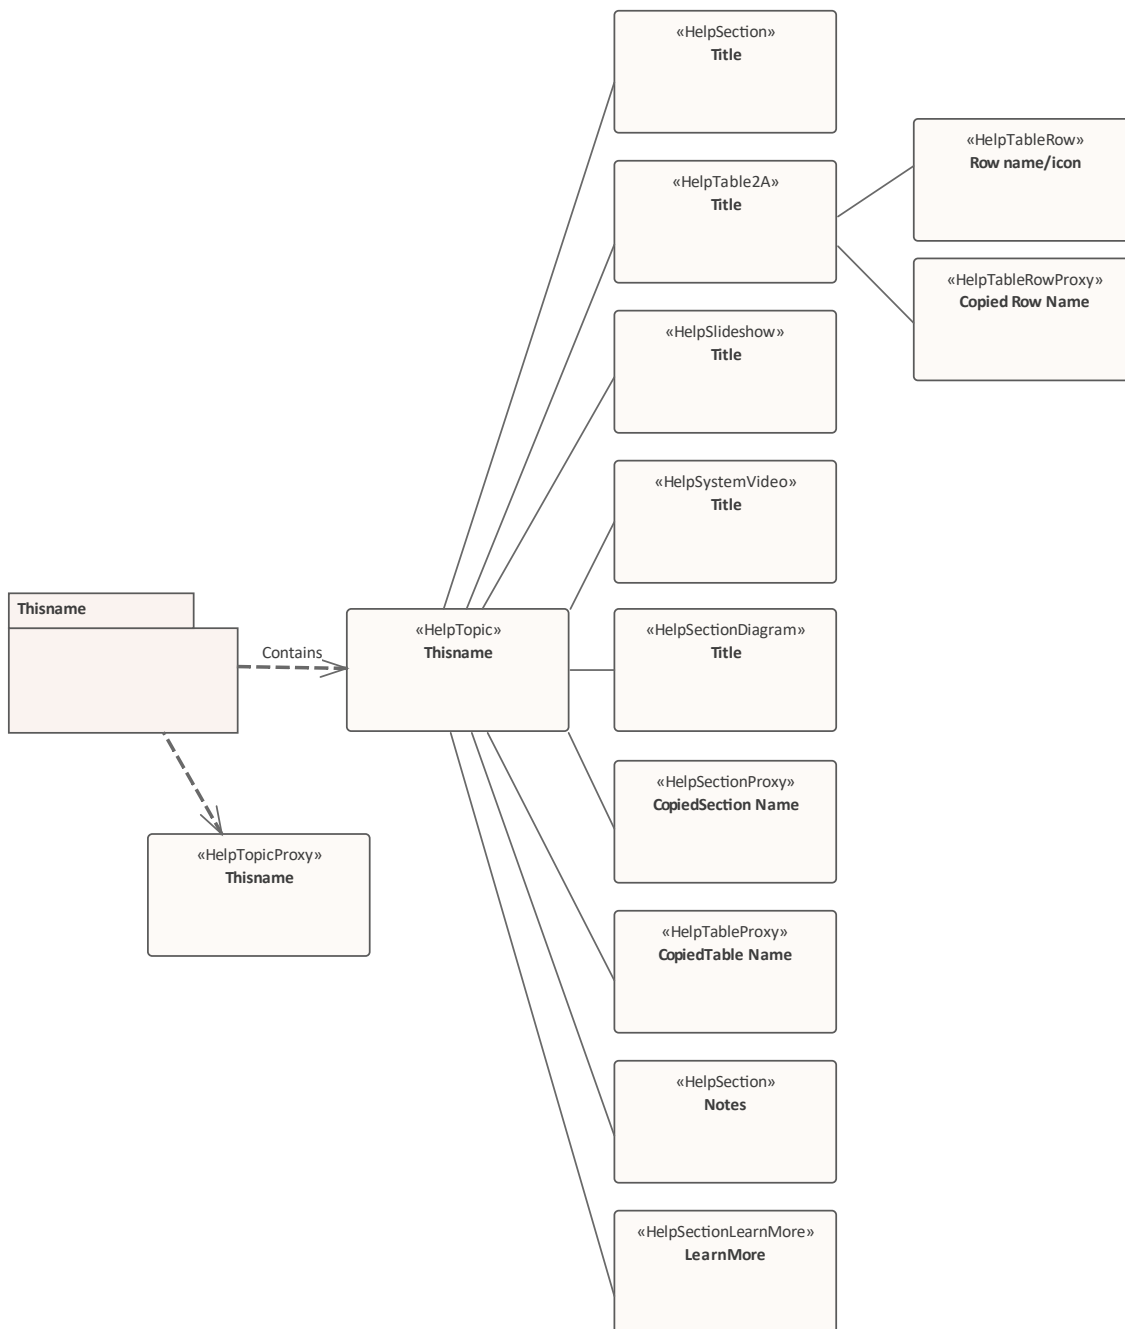 «HelpSection»
Title
«HelpTableRow»
Row name/icon
«HelpTable2A»
Title
«HelpTableRowProxy»
Copied Row Name
«HelpSlideshow»
Title
«HelpSystemVideo»
Title
Thisname
Contains
«HelpTopic»
Thisname
«HelpSectionDiagram»
Title
«HelpSectionProxy»
CopiedSection Name
«HelpTopicProxy»
Thisname
«HelpTableProxy»
CopiedTable Name
«HelpSection»
Notes
«HelpSectionLearnMore»
LearnMore